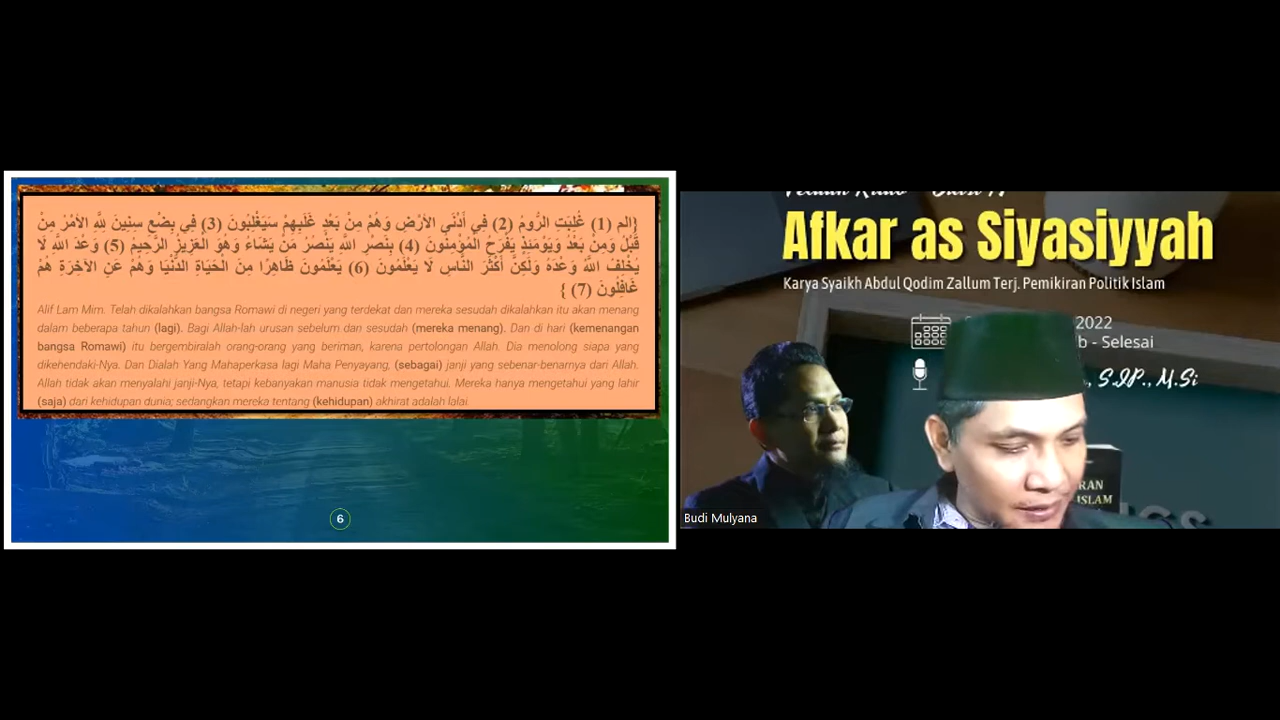 {الم (1) غُلِبَتِ الرُّومُ (2) فِي أَدْنَى الأرْضِ وَهُمْ مِنْ بَعْدِ غَلَبِهِمْ سَيَغْلِبُونَ (3) فِي بِضْعِ سِنِينَ لِلَّهِ الأمْرُ مِنْ
قَبْلُ وَمِنْ بَعْدُ وَيَوْمَئِذٍ يَفْرَحُ الْمُؤْمِنُونَ (4) بِنَصْرِ اللَّهِ يَنْصُرُ مَنْ يَشَاءُ وَهُوَ الْعَزِيزُ الرَّحِيمُ (5) وَعْدَ اللَّهِ لَا
يُخْلِفُ اللَّهُ وَعْدَهُ وَلَكِنَّ أَكْثَرَ النَّاسِ لَا يَعْلَمُونَ (6) يَعْلَمُونَ ظَاهِرًا مِنَ الْحَيَاةِ الدُّنْيَا وَهُمْ عَنِ الآخِرَةِ هُمْ
غَافِلُونَ (7) }
Alif Lam Mim. Telah dikalahkan bangsa Romawi di negeri yang terdekat dan mereka sesudah dikalahkan itu akan menang
dalam beberapa tahun (lagi). Bagi Allah-lah urusan sebelum dan sesudah (mereka menang). Dan di hari (kemenangan
bangsa Romawi) itu bergembiralah orang-orang yang beriman, karena pertolongan Allah. Dia menolong siapa yang
dikehendaki-Nya. Dan Dialah Yang Mahaperkasa lagi Maha Penyayang, (sebagai) janji yang sebenar-benarnya dari Allah.
Allah tidak akan menyalahi janji-Nya, tetapi kebanyakan manusia tidak mengetahui. Mereka hanya mengetahui yang lahir
(saja) dari kehidupan dunia; sedangkan mereka tentang (kehidupan) akhirat adalah lalai.
6
Afkar as Siyasiyyah
Karya Syaikh Abdul Qodim Zallum Terj. Pemikiran Politik Islam
2022
- Selesai
, S.IP., M.Si
ISLAM
Budi Mulyana